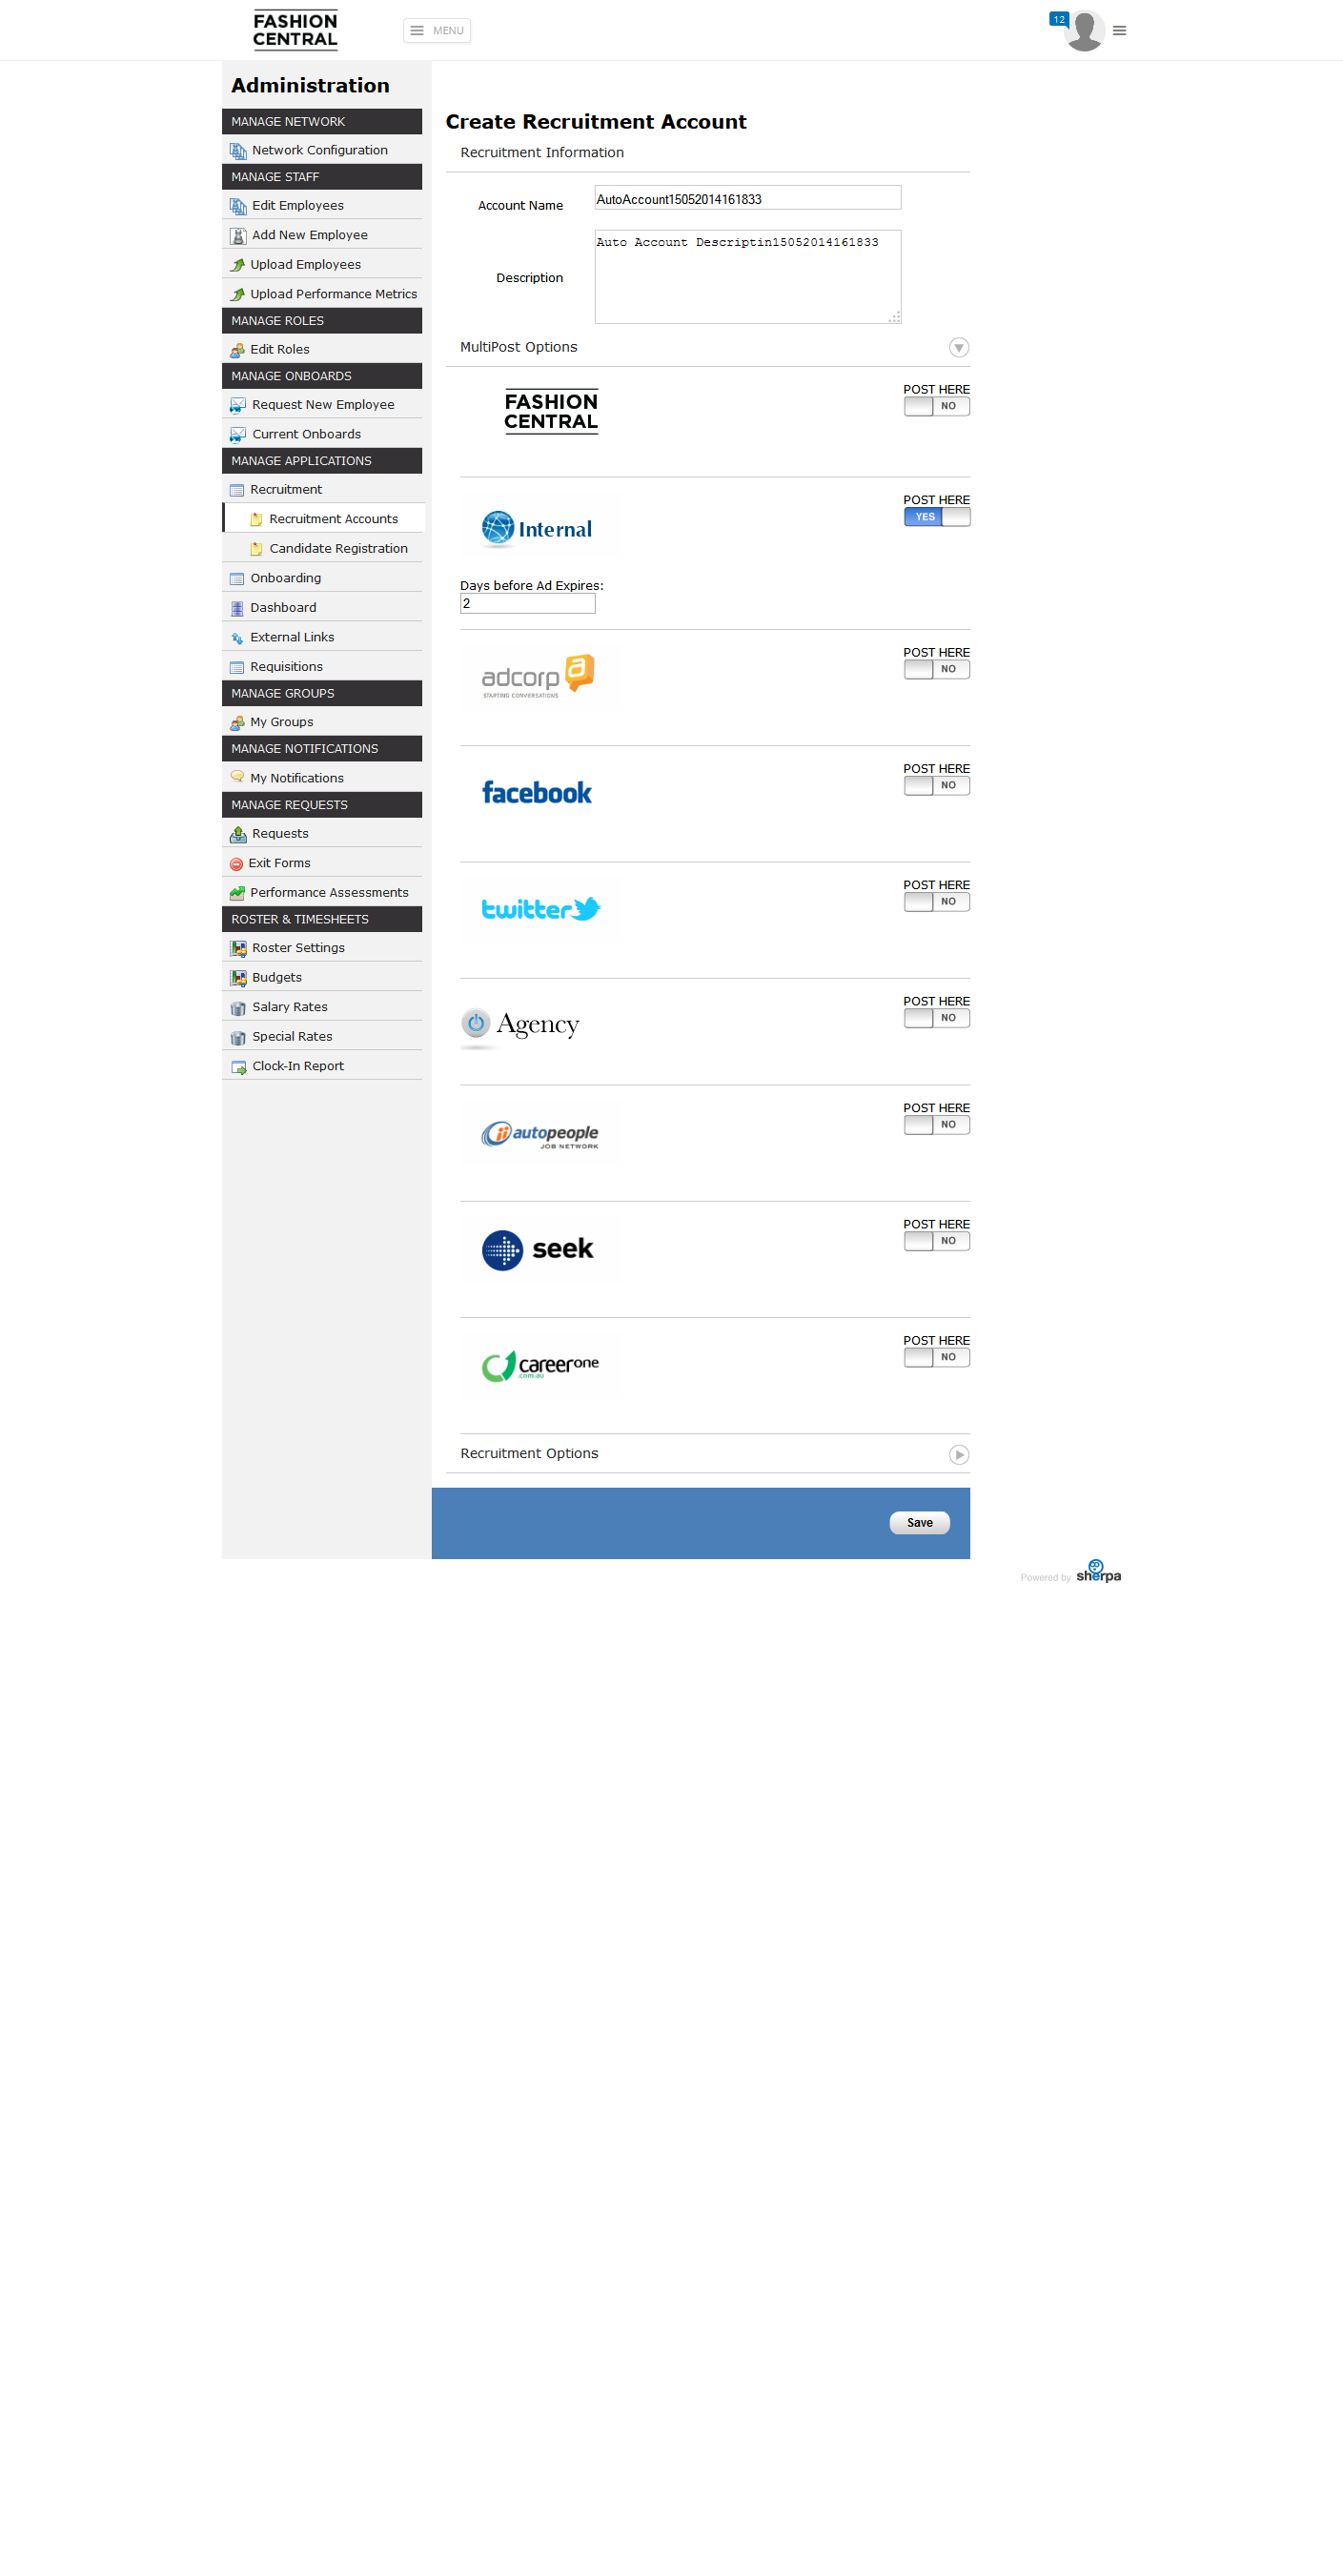 FASHION
CENTRAL
MENU
12
Administration
MANAGE NETWORK
Network Configuration
MANAGE STAFF
Edit Employees
Add New Employee
Upload Employees
Upload Performance Metrics
MANAGE ROLES
Edit Roles
MANAGE ONBOARDS
Request New Employee
Current Onboards
MANAGE APPLICATIONS
Recruitment
Recruitment Accounts
Candidate Registration
Onboarding
Dashboard
External Links
Requisitions
MANAGE GROUPS
My Groups
MANAGE NOTIFICATIONS
My Notifications
MANAGE REQUESTS
Requests
Exit Forms
Performance Assessments
ROSTER & TIMESHEETS
Roster Settings
Budgets
Salary Rates
Special Rates
Clock-In Report
Create Recruitment Account
Recruitment Information
Account Name
AutoAccount15052014161833
Description
Auto Account Descriptin15052014161833
MultiPost Options
FASHION
CENTRAL
POST HERE
NO
Internal
POST HERE
YES
Days before Ad Expires:
2
adcorp a
STARTING CONVERSATIONS
POST HERE
NO
facebook
POST HERE
NO
twitter
POST HERE
NO
Agency
POST HERE
NO
autopeople
JOB NETWORK
POST HERE
NO
seek
POST HERE
NO
careerone
.com.au
POST HERE
NO
Recruitment Options
Save
Powered by sherpa